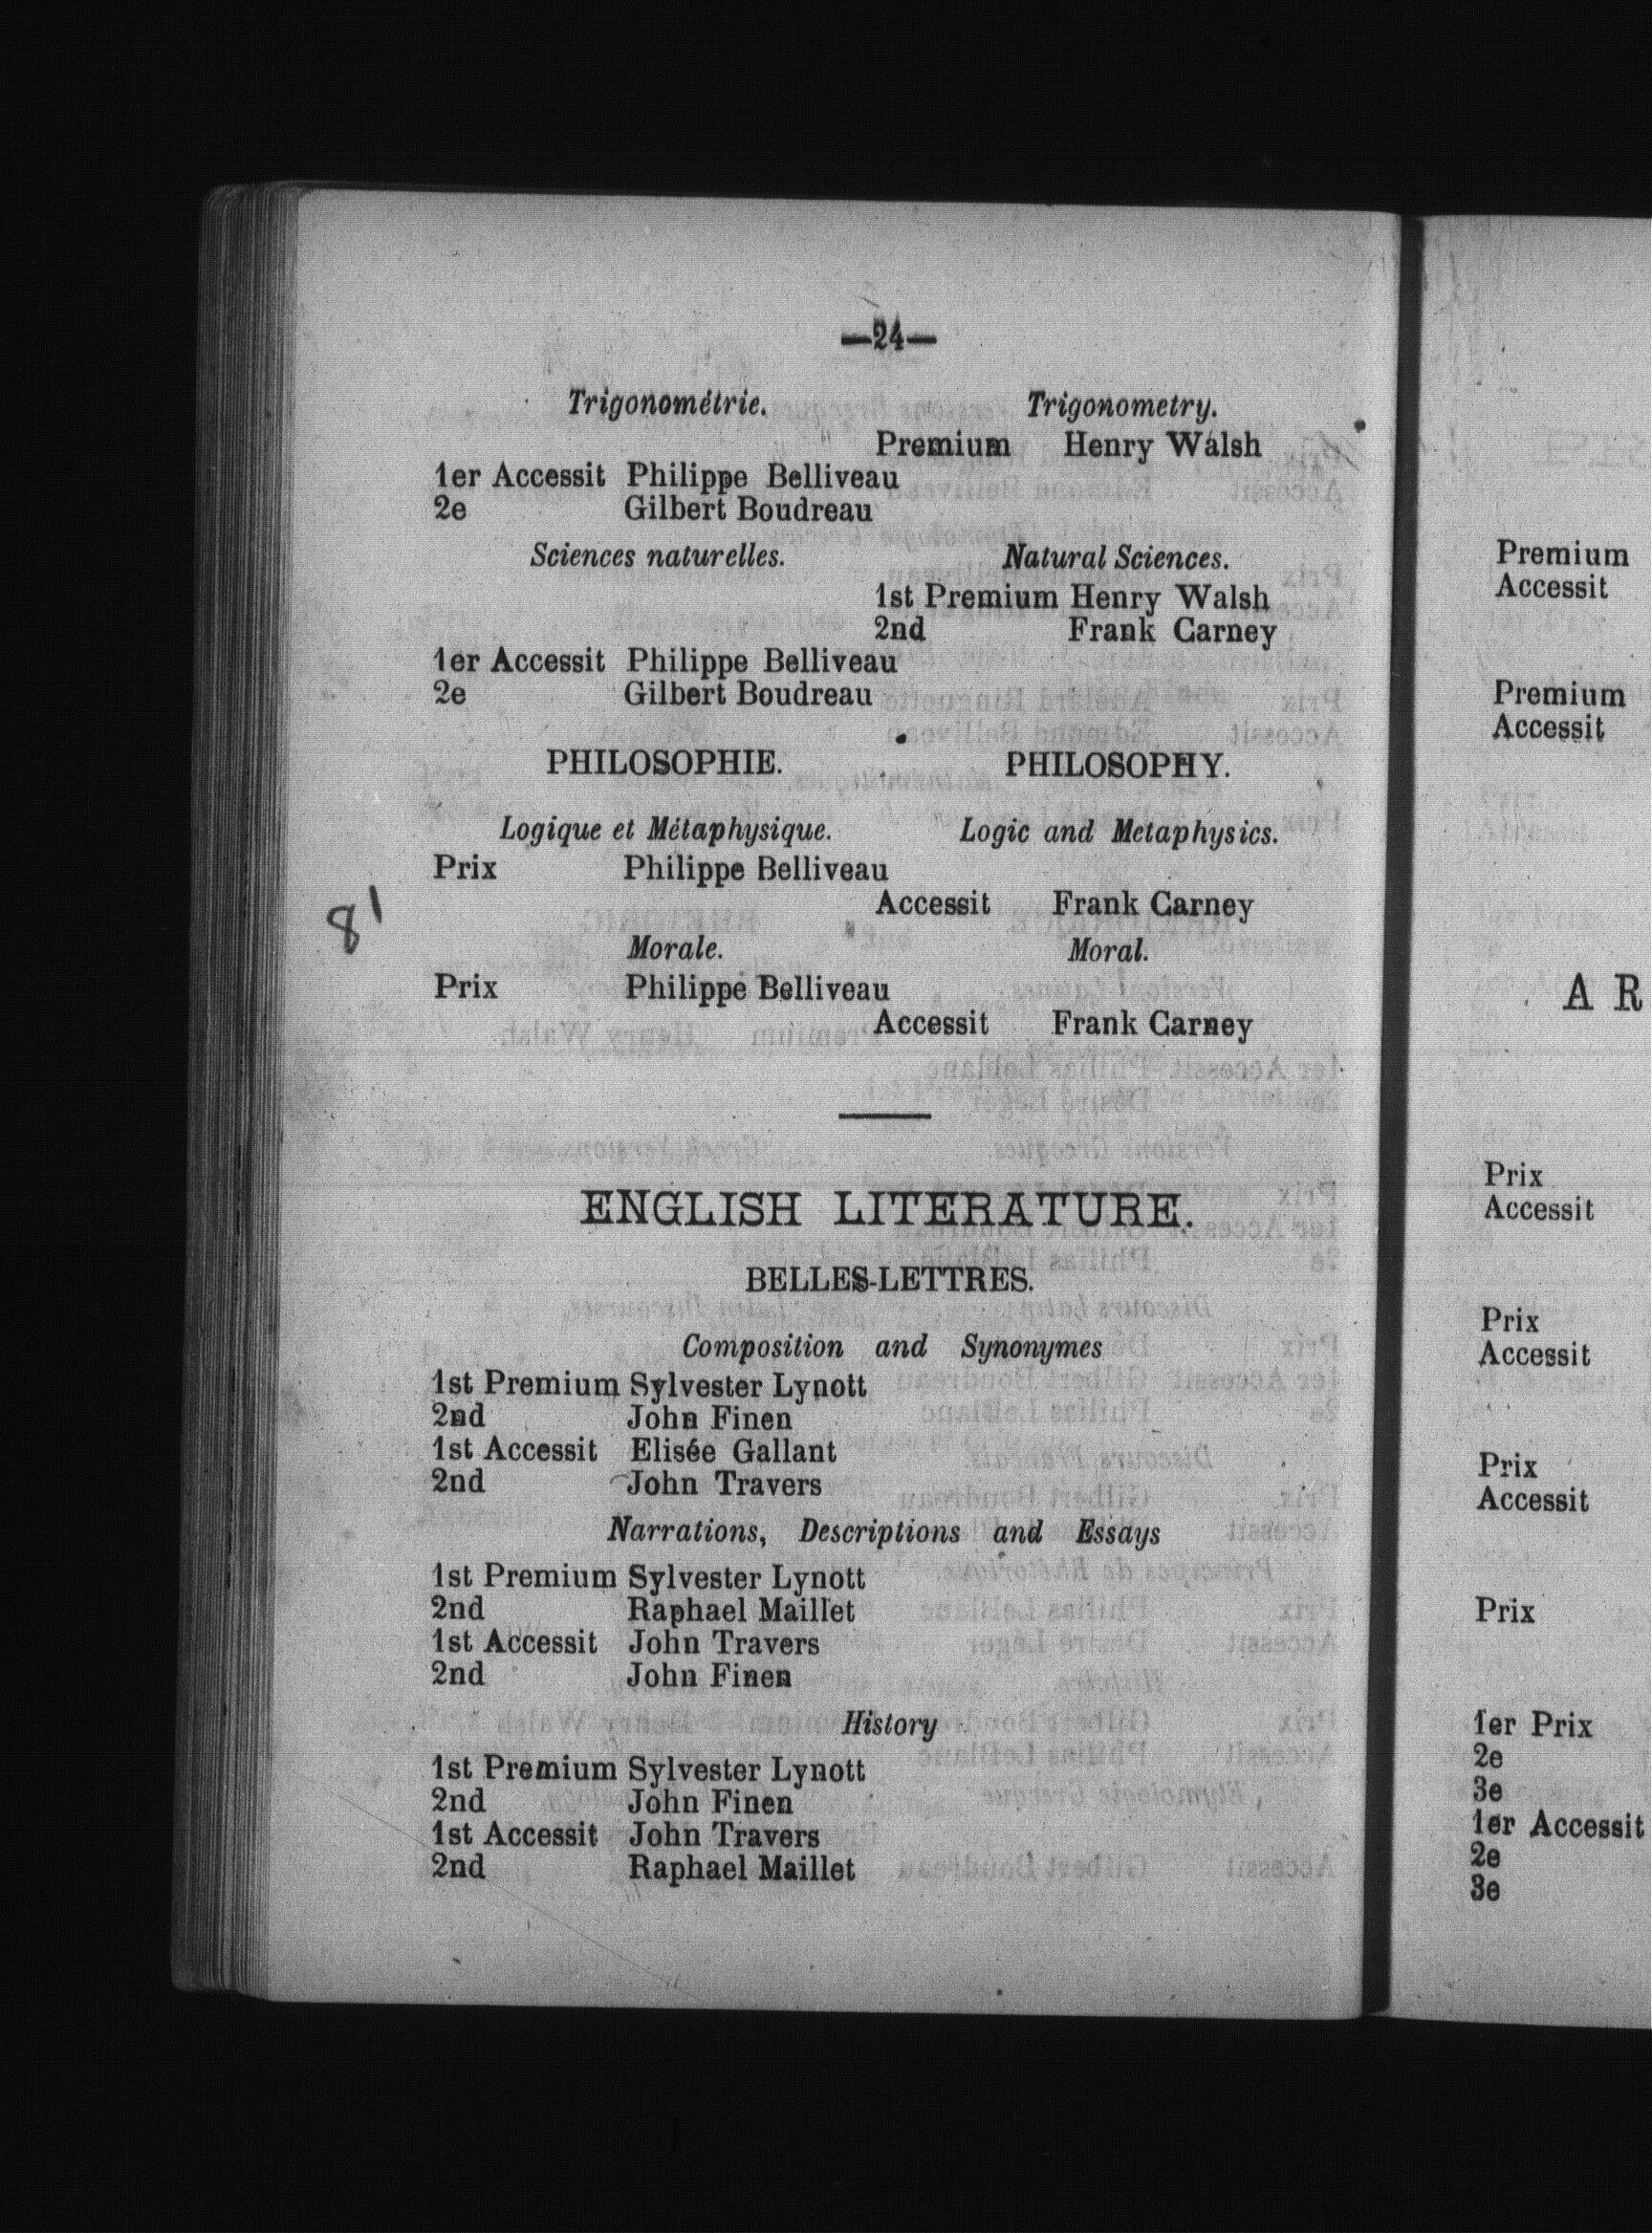 —24—
Trigonométrie. Trigonometry.
Premium Henry Walsh
1er Accessit Philippe Belliveau
2e Gilbert Boudreau
Sciences naturelles. Natural Sciences.
1st Premium Henry Walsh
2nd Frank Carney
1er Accessit Philippe Belliveau
2e Gilbert Boudreau
PHILOSOPHIE. PHILOSOPHY.
Logique et Métaphysique. Logic and Metaphysics.
Prix Philippe Belliveau
Accessit Frank Carney
8'
Morale. Moral.
Prix Philippe Belliveau
Accessit Frank Carney
ENGLISH LITERATURE.
BELLES-LETTRES.
Composition and Synonymes
1st Premium Sylvester Lynott
2nd John Finen
1st Accessit Elisée Gallant
2nd John Travers
Narrations, Descriptions and Essays
1st Premium Sylvester Lynott
2nd Raphael Maillet
1st Accessit John Travers
2nd John Finen
History
1st Premium Sylvester Lynott
2nd John Finen
1st Accessit John Travers
2nd Raphael Maillet
Premium
Accessit
Premium
Accessit
A R
Prix
Accessit
Prix
Accessit
Prix
Accessit
Prix
1er Prix
2e
3e
1er Accessit
2e
3e